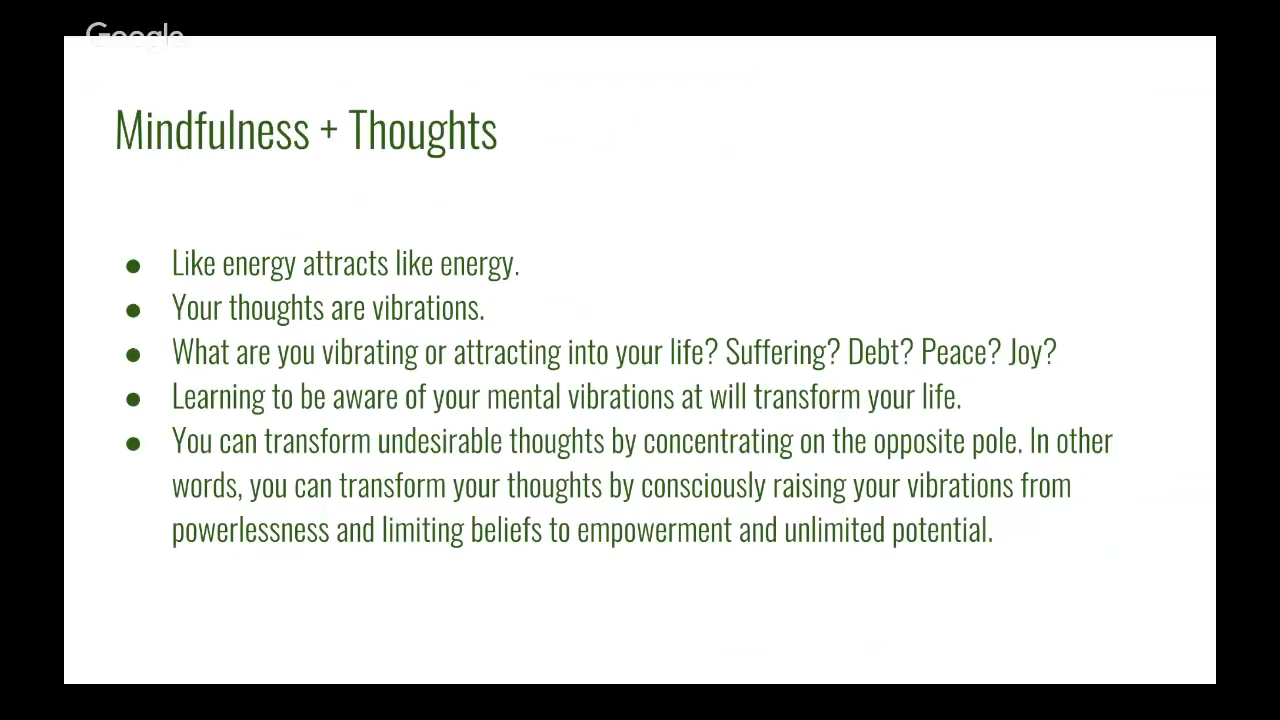 Google
Mindfulness + Thoughts
● Like energy attracts like energy.
● Your thoughts are vibrations.
● What are you vibrating or attracting into your life? Suffering? Debt? Peace? Joy?
● Learning to be aware of your mental vibrations at will transform your life.
● You can transform undesirable thoughts by concentrating on the opposite pole. In other
words, you can transform your thoughts by consciously raising your vibrations from
powerlessness and limiting beliefs to empowerment and unlimited potential.